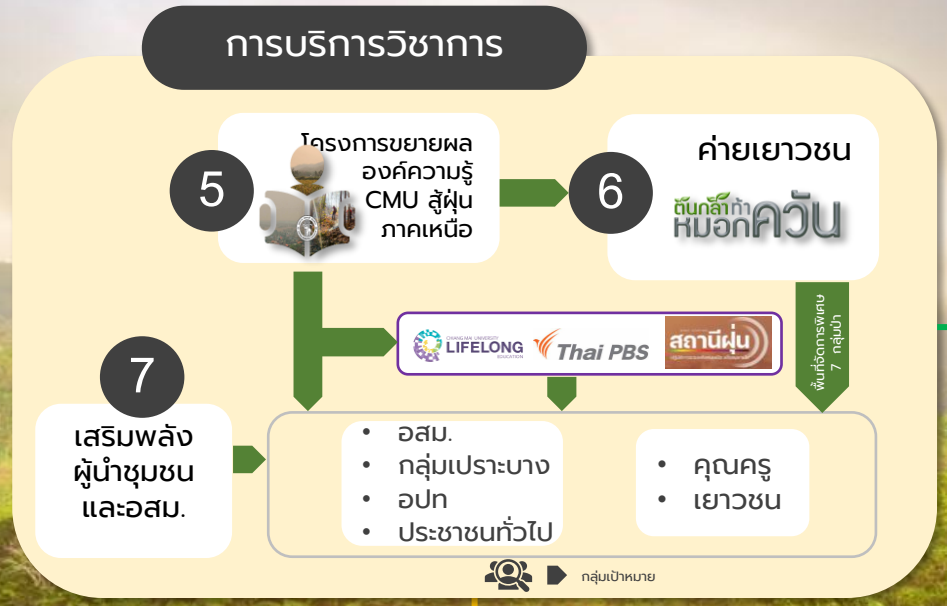 การบริการวิชาการ
5
โครงการขยายผล
องค์ความรู้
CMU สู้ฝุ่น
ภาคเหนือ
6
ค่ายเยาวชน
ต้นกล้าท้า
หมอกควัน
พื้นที่จัดการพิเศษ
7 กลุ่มป่า
CHIANG MAI UNIVERSITY
LIFELONG
EDUCATION
Thai PBS
สถานีฝุ่น
7
เสริมพลัง
ผู้นำชุมชน
และอสม.
• อสม.
• กลุ่มเปราะบาง
• อปท
• ประชาชนทั่วไป
• คุณครู
• เยาวชน
กลุ่มเป้าหมาย